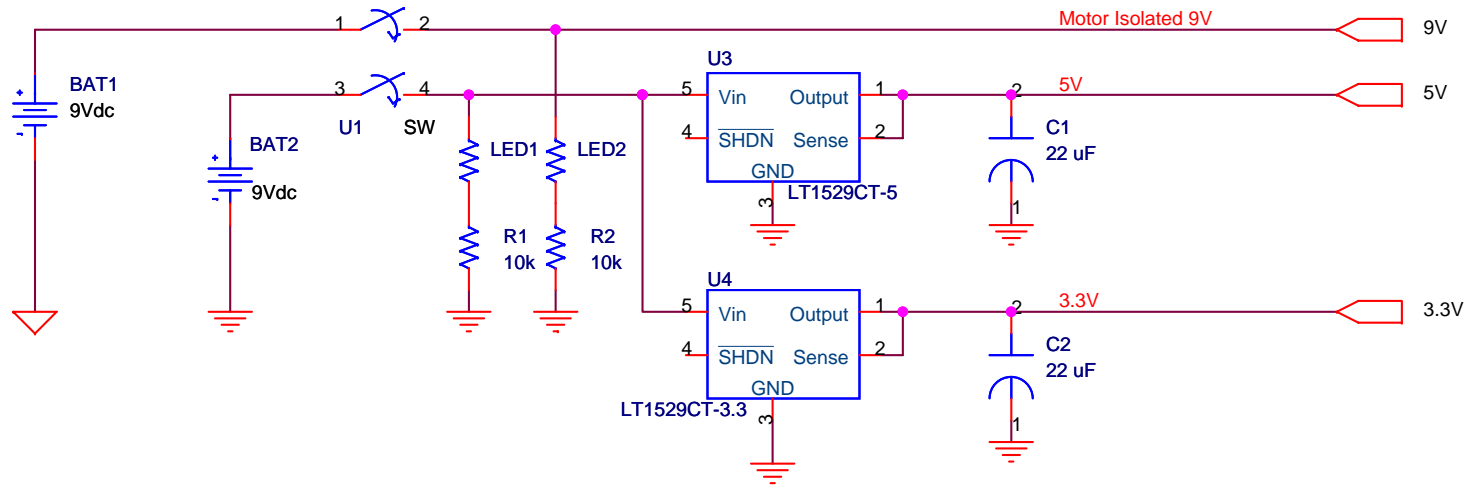 1 2 Motor Isolated 9V 9V
BAT1
9Vdc
+
-
3 4
U1 SW
BAT2
9Vdc
+
-
LED1 LED2
R1
10k
R2
10k
U3
5 Vin Output 1
4 SHDN Sense 2
GND
3
LT1529CT-5
2 5V 5V
C1
22 uF
1
U4
5 Vin Output 1
4 SHDN Sense 2
GND
3
LT1529CT-3.3
2 3.3V 3.3V
C2
22 uF
1